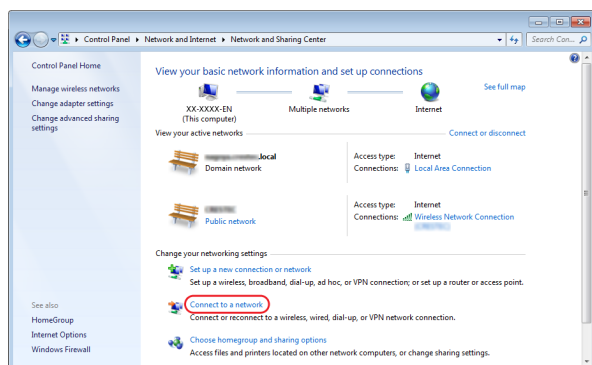 Control Panel ▸ Network and Internet ▸ Network and Sharing Center
Search Con...
Control Panel Home
Manage wireless networks
Change adapter settings
Change advanced sharing
settings
View your basic network information and set up connections
See full map
XX-XXXX-EN
(This computer)
Multiple networks
Internet
View your active networks
Connect or disconnect
.local
Domain network
Access type: Internet
Connections: Local Area Connection
Public network
Access type: Internet
Connections: Wireless Network Connection
Change your networking settings
Set up a new connection or network
Set up a wireless, broadband, dial-up, ad hoc, or VPN connection; or set up a router or access point.
Connect to a network
Connect or reconnect to a wireless, wired, dial-up, or VPN network connection.
Choose homegroup and sharing options
Access files and printers located on other network computers, or change sharing settings.
See also
HomeGroup
Internet Options
Windows Firewall